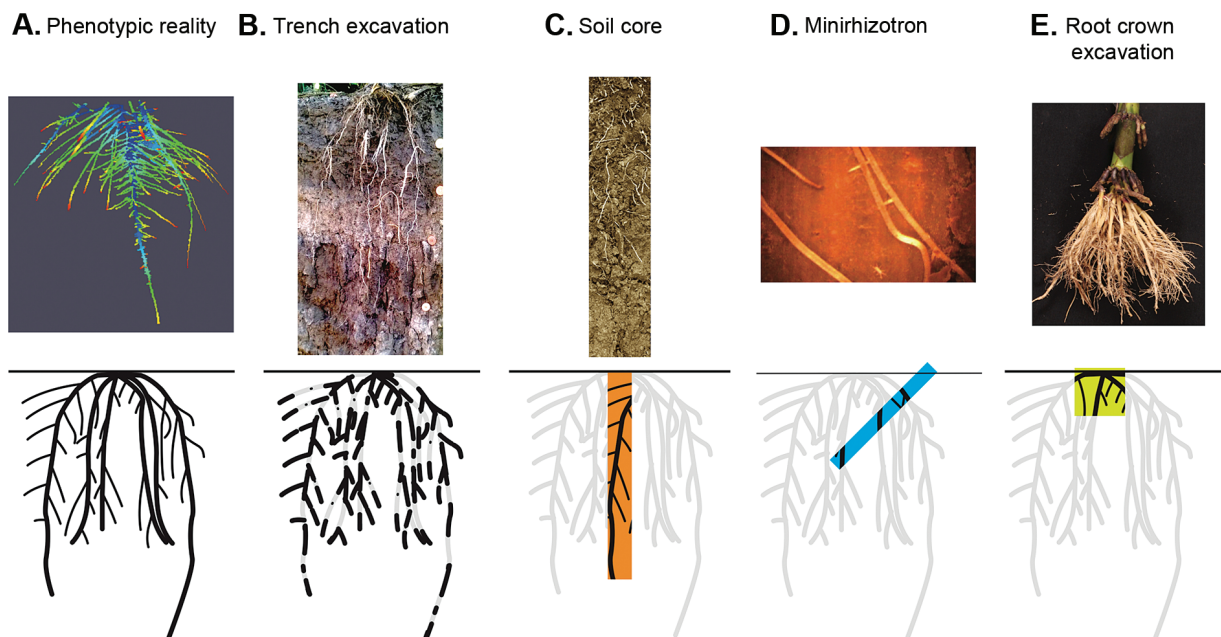 A. Phenotypic reality
B. Trench excavation
C. Soil core
D. Minirhizotron
E. Root crown
excavation